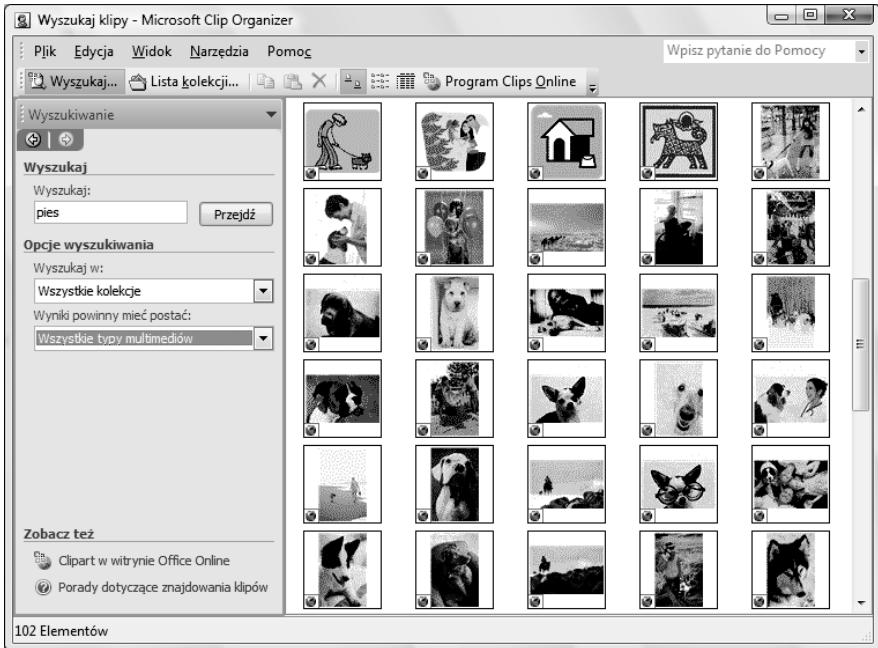 Wyszukaj klipy - Microsoft Clip Organizer
Plik Edycja Widok Narzędzia Pomoc
Wpisz pytanie do Pomocy
Wyszukaj... Lista kolekcji... Program Clips Online
Wyszukiwanie
Wyszukaj
Wyszukaj:
pies
Przejdź
Opcje wyszukiwania
Wyszukaj w:
Wszystkie kolekcje
Wyniki powinny mieć postać:
Wszystkie typy multimediów
Zobacz też
Clipart w witrynie Office Online
Porady dotyczące znajdowania klipów
102 Elementów